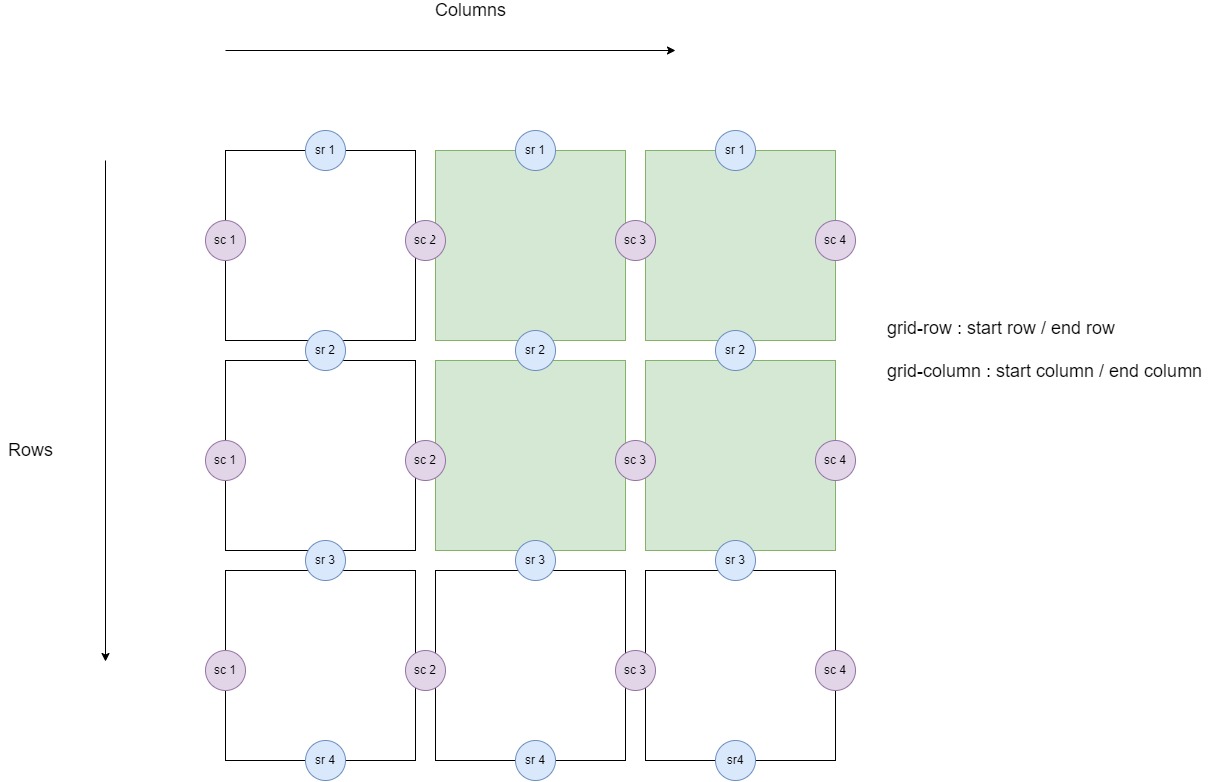 Columns
sr 1 sr 1 sr 1
sc 1 sc 2 sc 3 sc 4
grid-row : start row / end row
sr 2 sr 2 sr 2
grid-column : start column / end column
Rows
sc 1 sc 2 sc 3 sc 4
sr 3 sr 3 sr 3
sc 1 sc 2 sc 3 sc 4
sr 4 sr 4 sr4